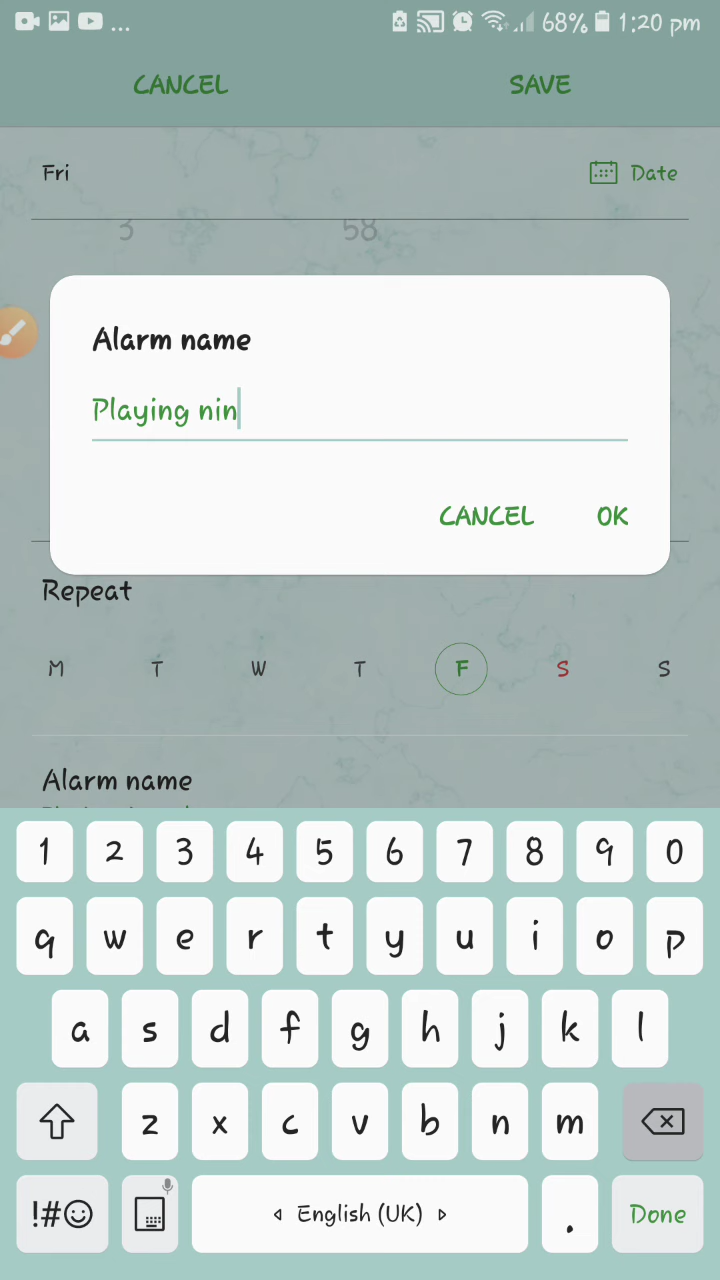 ... 68% 1:20 pm
CANCEL SAVE
Fri Date
3 58
Alarm name
Playing nin
CANCEL OK
Repeat
M T W T F S S
Alarm name
1 2 3 4 5 6 7 8 9 0
q w e r t y u i o p
a s d f g h j k l
z x c v b n m
!#☺ English (UK) . Done